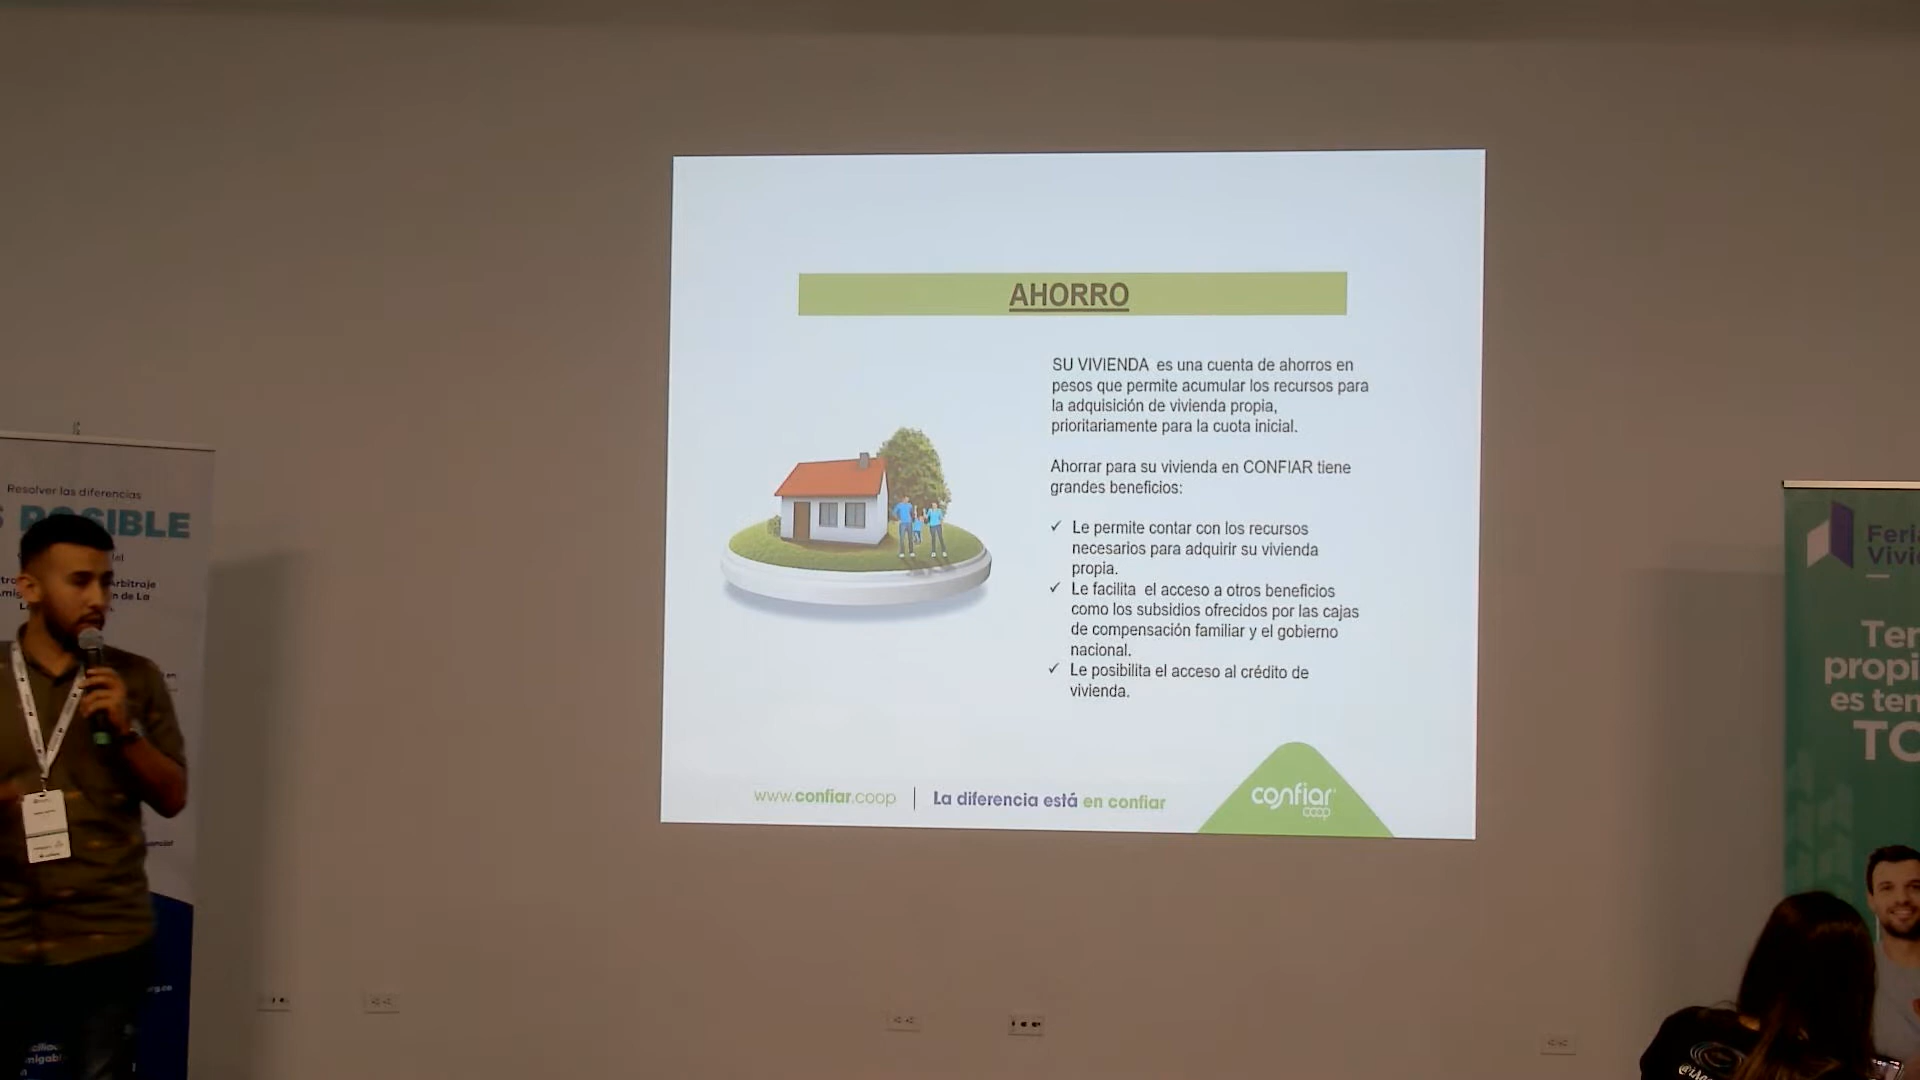 Resolver las diferencias
POSIBLE
Arbitraje
de La
AHORRO
SU VIVIENDA es una cuenta de ahorros en
pesos que permite acumular los recursos para
la adquisición de vivienda propia,
prioritariamente para la cuota inicial.
Ahorrar para su vivienda en CONFIAR tiene
grandes beneficios:
✓ Le permite contar con los recursos
necesarios para adquirir su vivienda
propia.
✓ Le facilita el acceso a otros beneficios
como los subsidios ofrecidos por las cajas
de compensación familiar y el gobierno
nacional.
✓ Le posibilita el acceso al crédito de
vivienda.
www.confiar.coop | La diferencia está en confiar
confiar
coop
Feri
Vivi
Ten
propi
es ten
TO